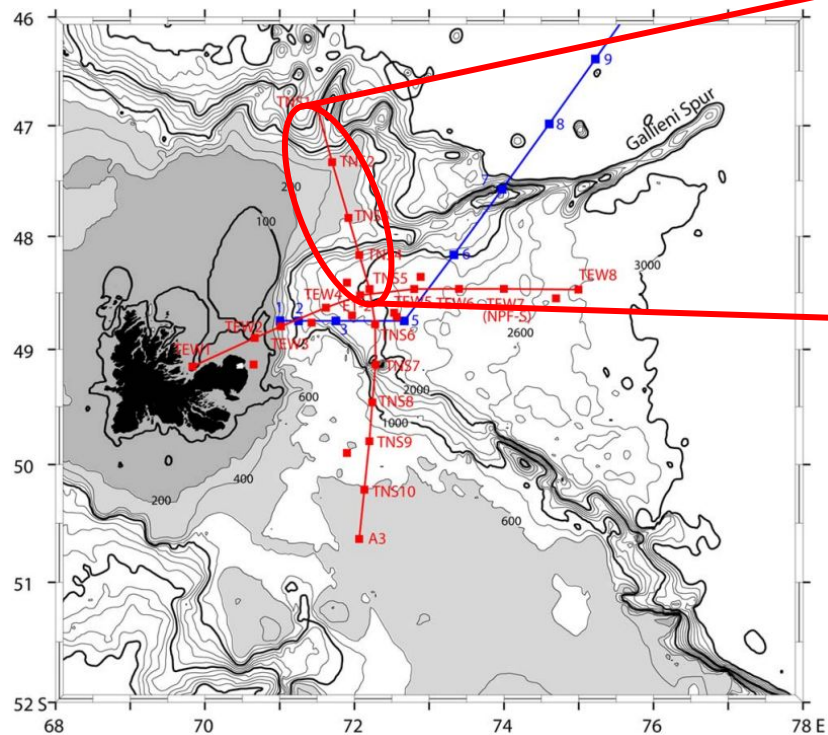 46
9
TNS1
Gallieni Spur
47
8
TNS2
200
7
100
48
TNS4
6
3000
TNS5
TEW8
TEW4
TEW5
TEW6
TEW7
(NPF-S)
1
2
3
5
TEW2
TEW3
TNS6
2600
49
TEW1
TNS7
2000
600
TNS8
1000
TNS9
50
400
TNS10
200
600
A3
51
52 S
68
70
72
74
76
78 E